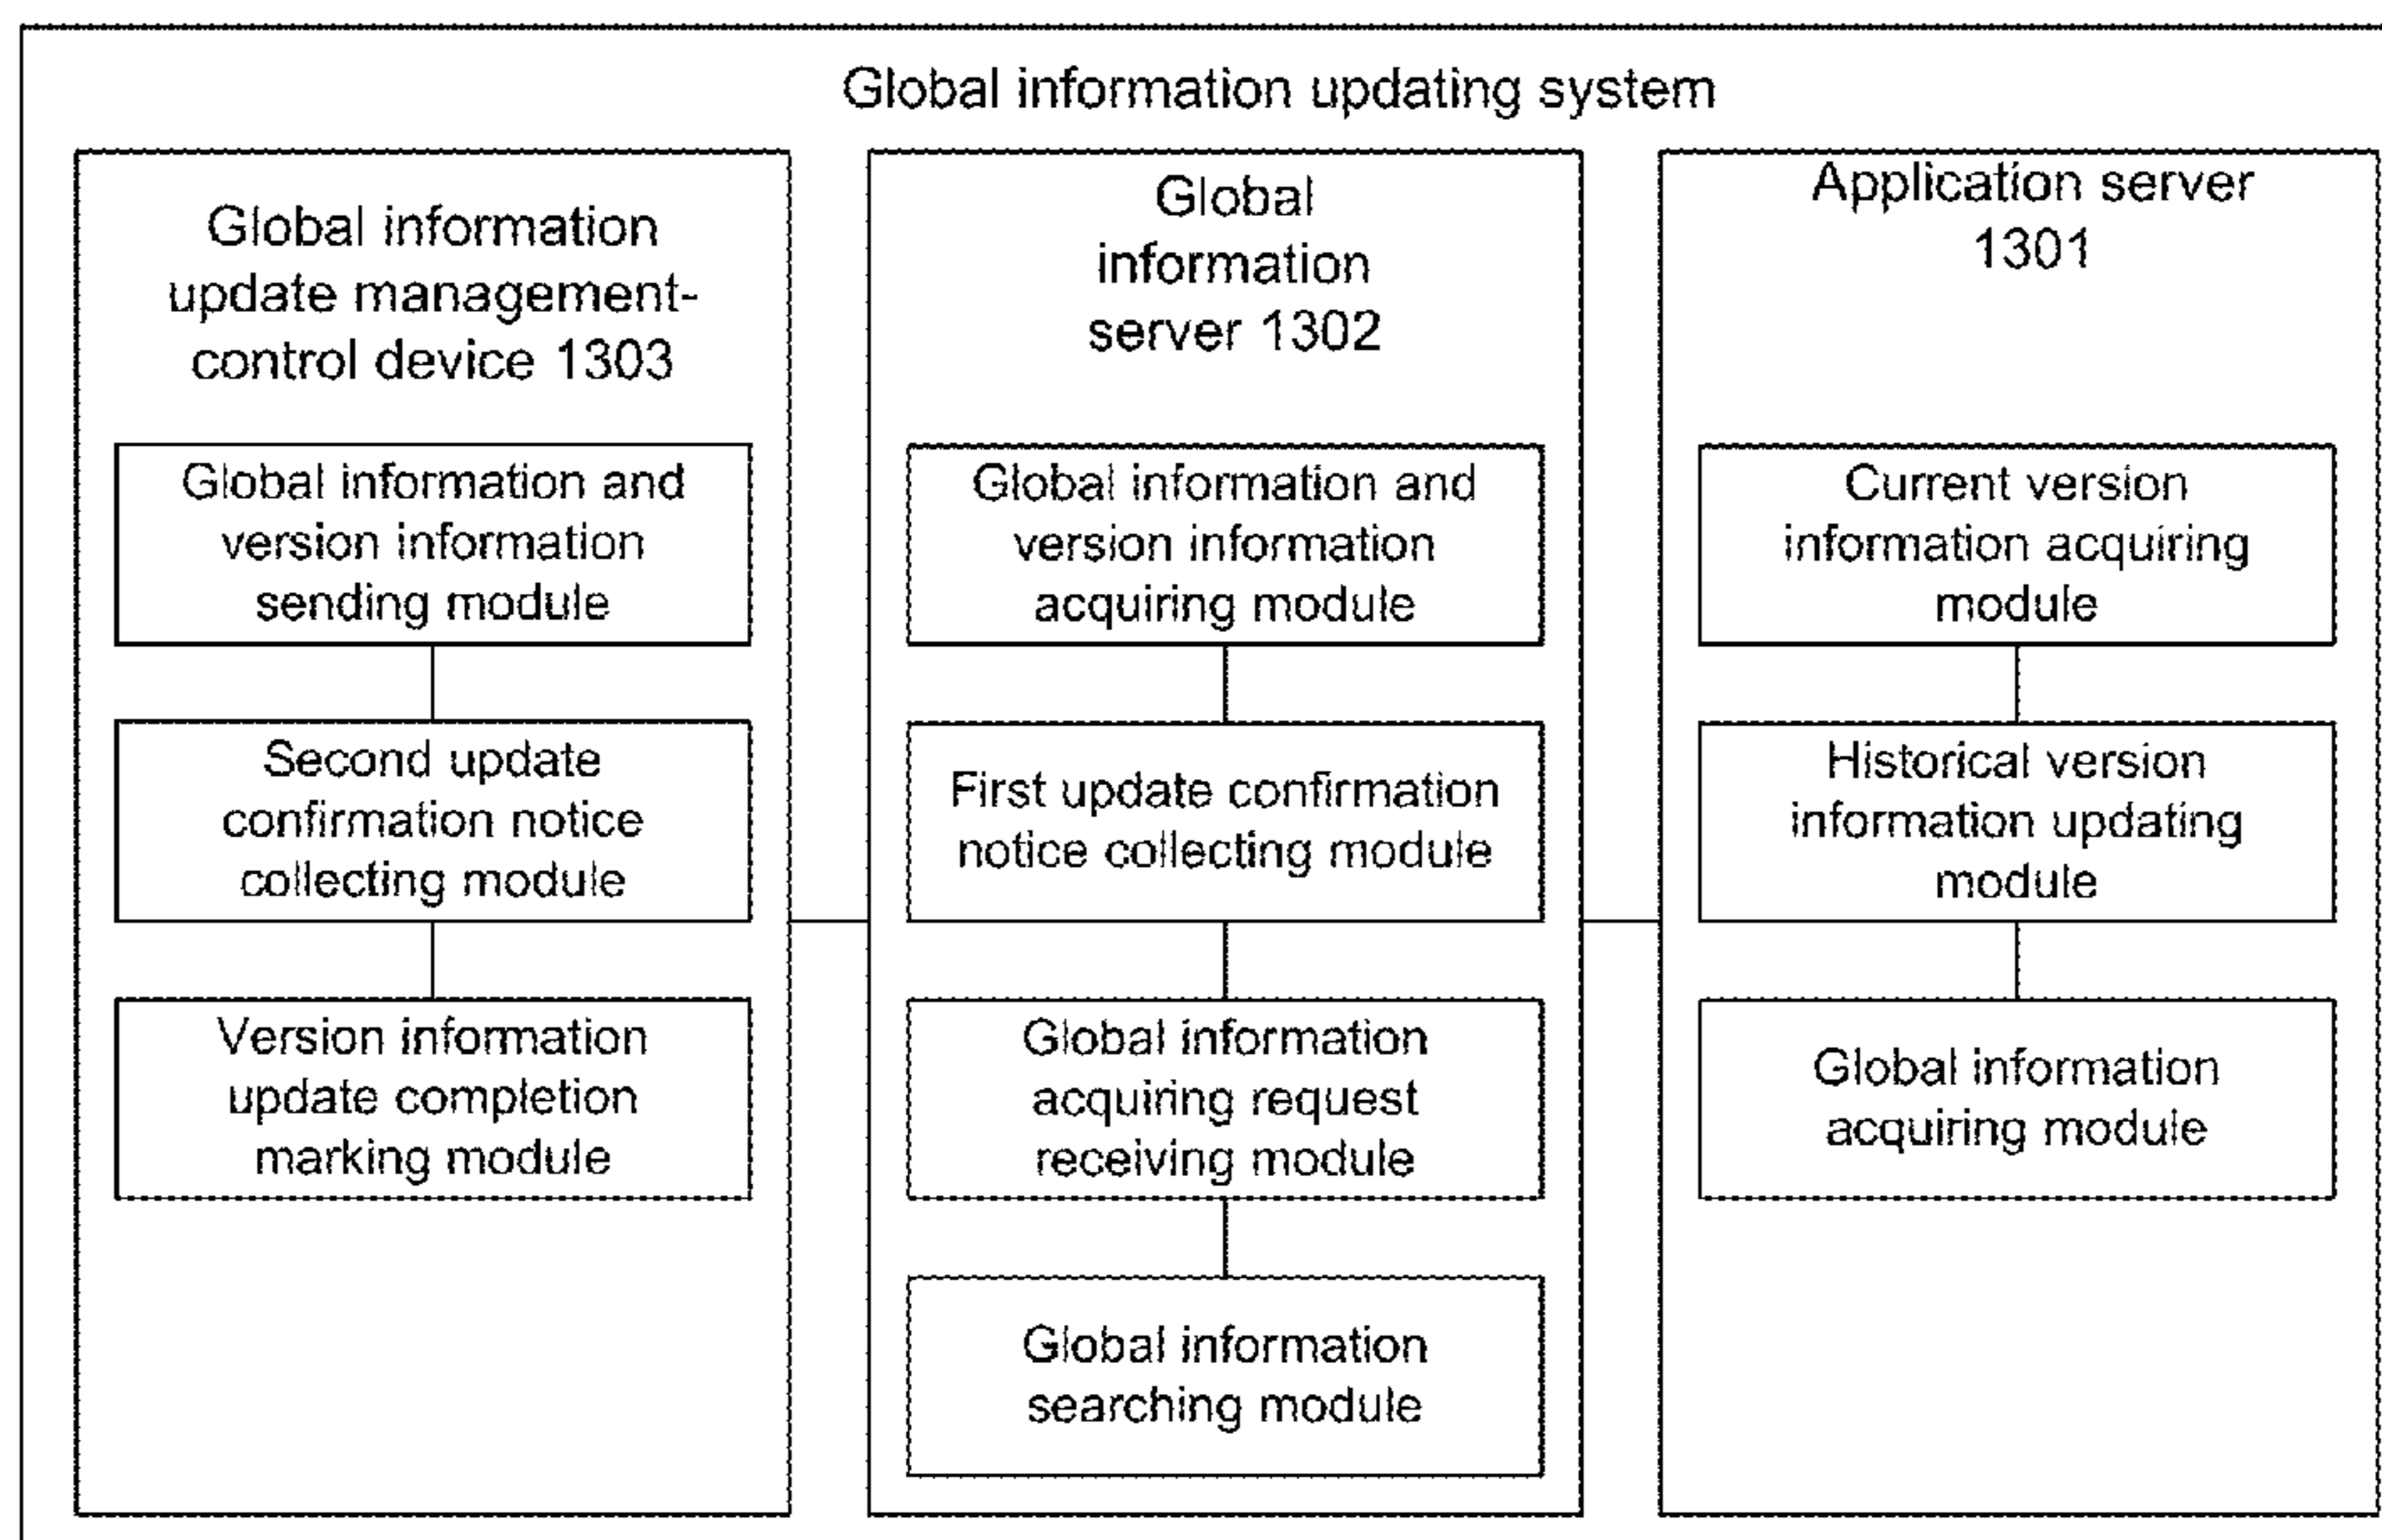 Global information updating system
Global information
update management-
control device 1303
Global information and
version information
sending module
Second update
confirmation notice
collecting module
Version information
update completion
marking module
Global
information
server 1302
Global information and
version information
acquiring module
First update confirmation
notice collecting module
Global information
acquiring request
receiving module
Global information
searching module
Application server
1301
Current version
information acquiring
module
Historical version
information updating
module
Global information
acquiring module